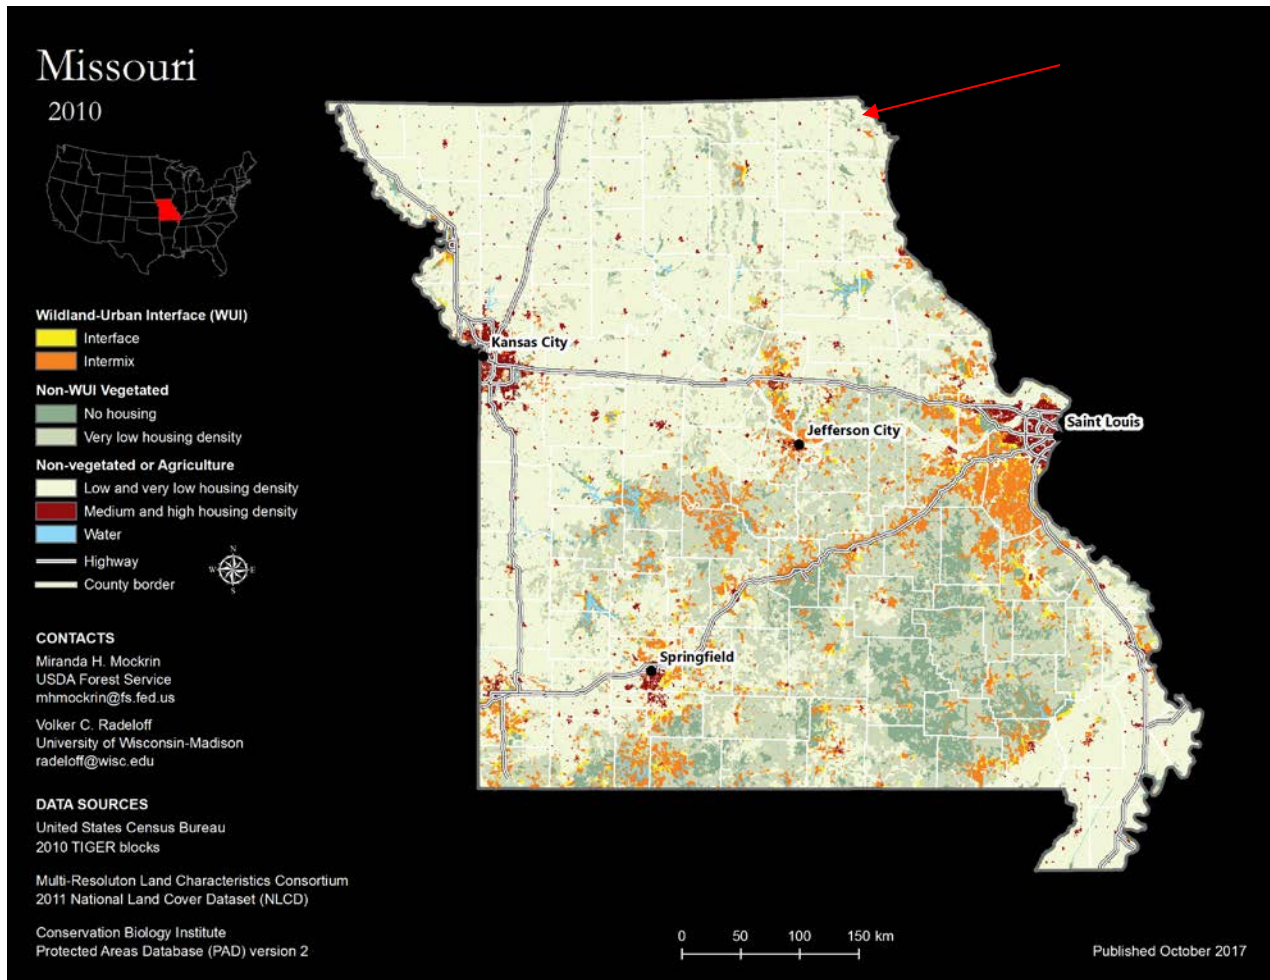 Missouri
2010
Wildland-Urban Interface (WUI)
Interface
Intermix
Non-WUI Vegetated
No housing
Very low housing density
Non-vegetated or Agriculture
Low and very low housing density
Medium and high housing density
Water
Highway
County border
N
W E
S
CONTACTS
Miranda H. Mockrin
USDA Forest Service
mhmockrin@fs.fed.us
Volker C. Radeloff
University of Wisconsin-Madison
radeloff@wisc.edu
DATA SOURCES
United States Census Bureau
2010 TIGER blocks
Multi-Resoluton Land Characteristics Consortium
2011 National Land Cover Dataset (NLCD)
Conservation Biology Institute
Protected Areas Database (PAD) version 2
Kansas City
Saint Louis
Jefferson City
Springfield
0 50 100 150 km
Published October 2017